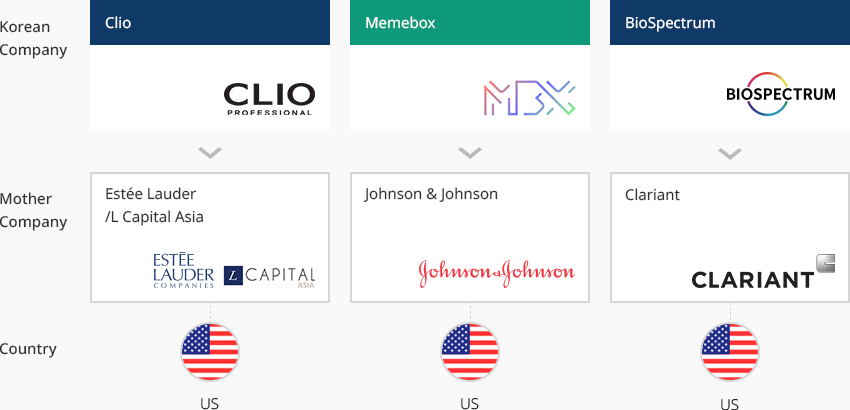 Korean
Company
Clio
Memebox
BioSpectrum
CLIO
PROFESSIONAL
MBX
BIOSPECTRUM
Mother
Company
Estée Lauder
/L Capital Asia
Johnson & Johnson
Clariant
ESTĒE
LAUDER
COMPANIES
L CAPITAL
ASIA
Johnson & Johnson
CLARIANT
Country
US
US
US